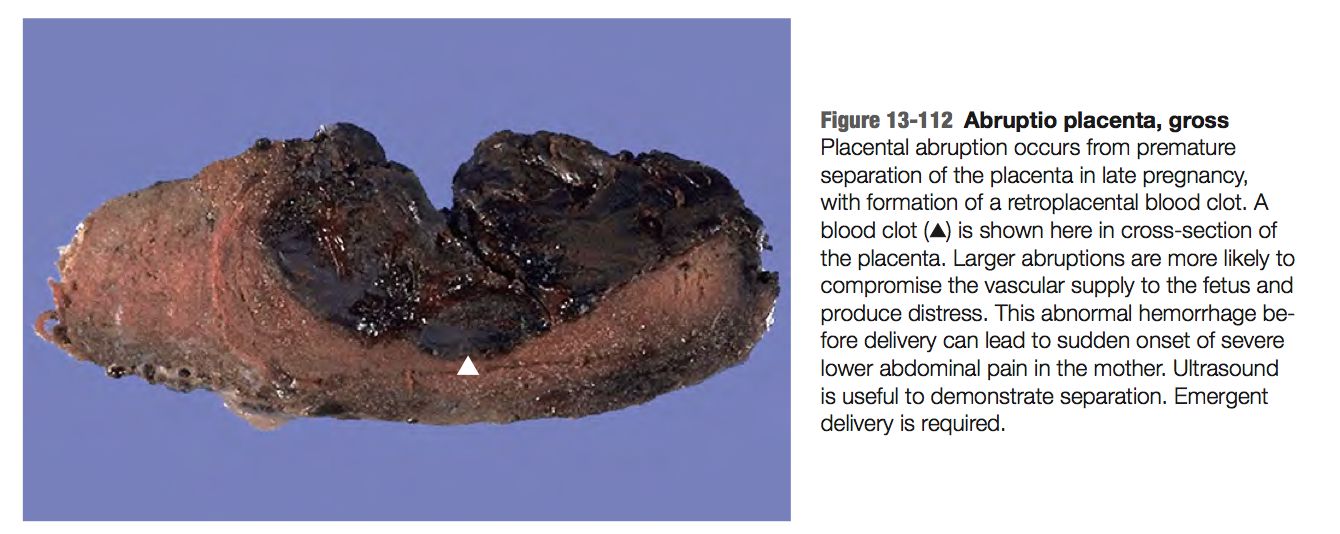 Figure 13-112 Abruptio placenta, gross
Placental abruption occurs from premature
separation of the placenta in late pregnancy,
with formation of a retroplacental blood clot. A
blood clot (▲) is shown here in cross-section of
the placenta. Larger abruptions are more likely to
compromise the vascular supply to the fetus and
produce distress. This abnormal hemorrhage be-
fore delivery can lead to sudden onset of severe
lower abdominal pain in the mother. Ultrasound
is useful to demonstrate separation. Emergent
delivery is required.